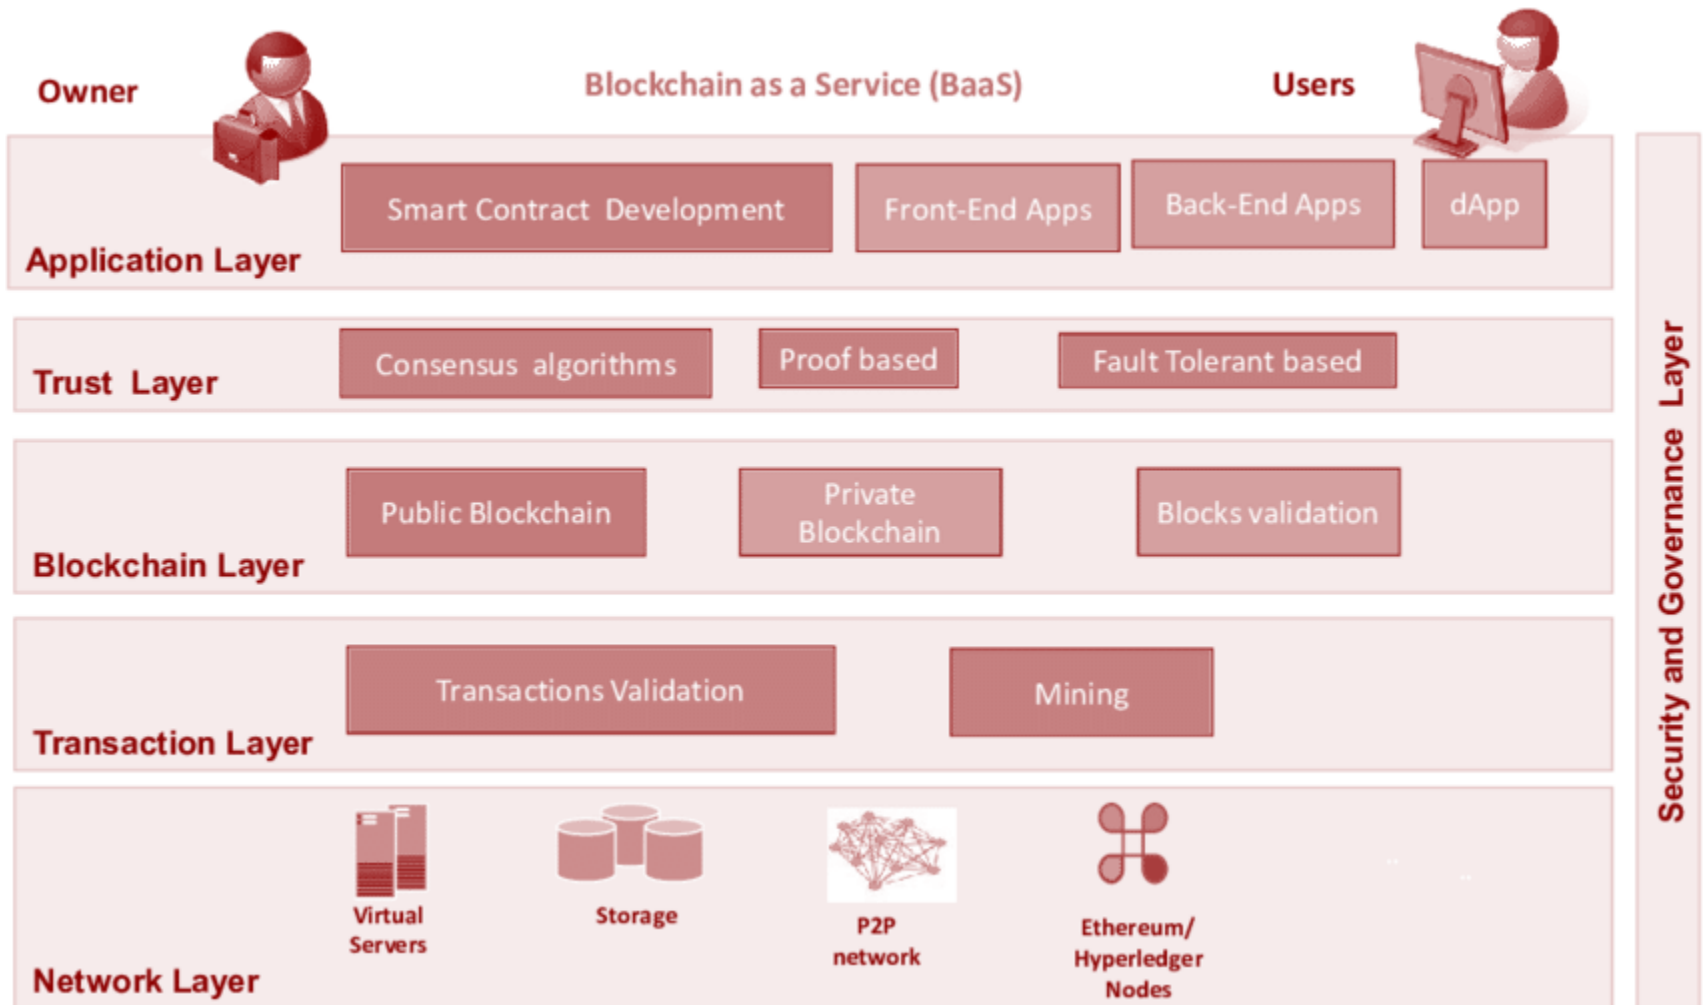 Owner
Blockchain as a Service (BaaS)
Users
Smart Contract Development
Front-End Apps
Back-End Apps
dApp
Application Layer
Consensus algorithms
Proof based
Fault Tolerant based
Trust Layer
Public Blockchain
Private
Blockchain
Blocks validation
Blockchain Layer
Transactions Validation
Mining
Transaction Layer
Virtual
Servers
Storage
P2P
network
Ethereum/
Hyperledger
Nodes
Network Layer
Security and Governance Layer